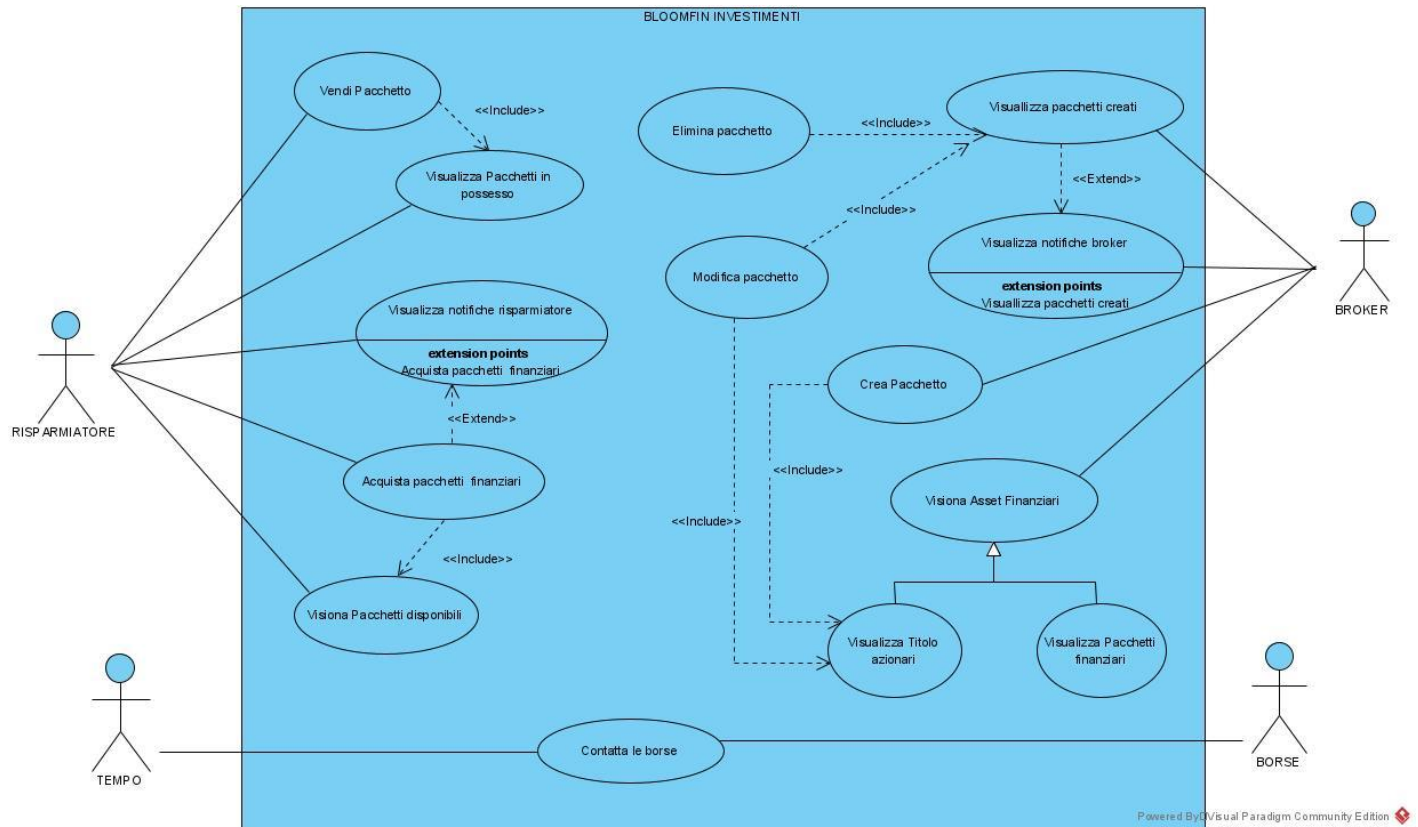 BLOOMFIN INVESTIMENTI
Vendi Pacchetto
<<Include>>
Visualizza Pacchetti in
possesso
Elimina pacchetto
<<Include>>
Visuallizza pacchetti creati
<<Extend>>
<<Include>>
Visualizza notifiche broker
extension points
Visuallizza pacchetti creati
Modifica pacchetto
BROKER
Visualizza notifiche risparmiatore
extension points
Acquista pacchetti finanziari
RISPARMIATORE
<<Extend>>
Crea Pacchetto
Acquista pacchetti finanziari
<<Include>>
<<Include>>
Visiona Asset Finanziari
<<Include>>
Visiona Pacchetti disponibili
Visualizza Titolo
azionari
Visualizza Pacchetti
finanziari
TEMPO
Contatta le borse
BORSE
Powered By Visual Paradigm Community Edition